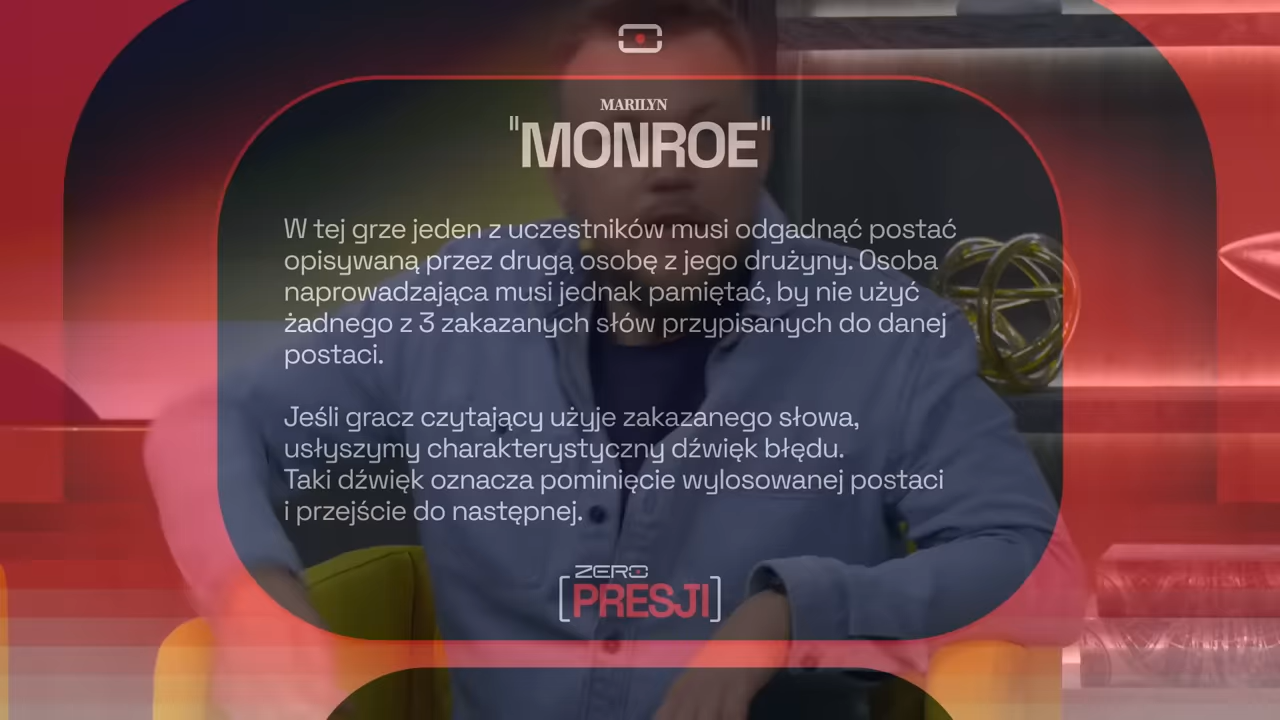 MARILYN
"MONROE"
W tej grze jeden z uczestników musi odgadnąć postać
opisywaną przez drugą osobę z jego drużyny. Osoba
naprowadzająca musi jednak pamiętać, by nie użyć
żadnego z 3 zakazanych słów przypisanych do danej
postaci.
Jeśli gracz czytający użyje zakazanego słowa,
usłyszymy charakterystyczny dźwięk błędu.
Taki dźwięk oznacza pominięcie wylosowanej postaci
i przejście do następnej.
ZERO
[PRESJI]